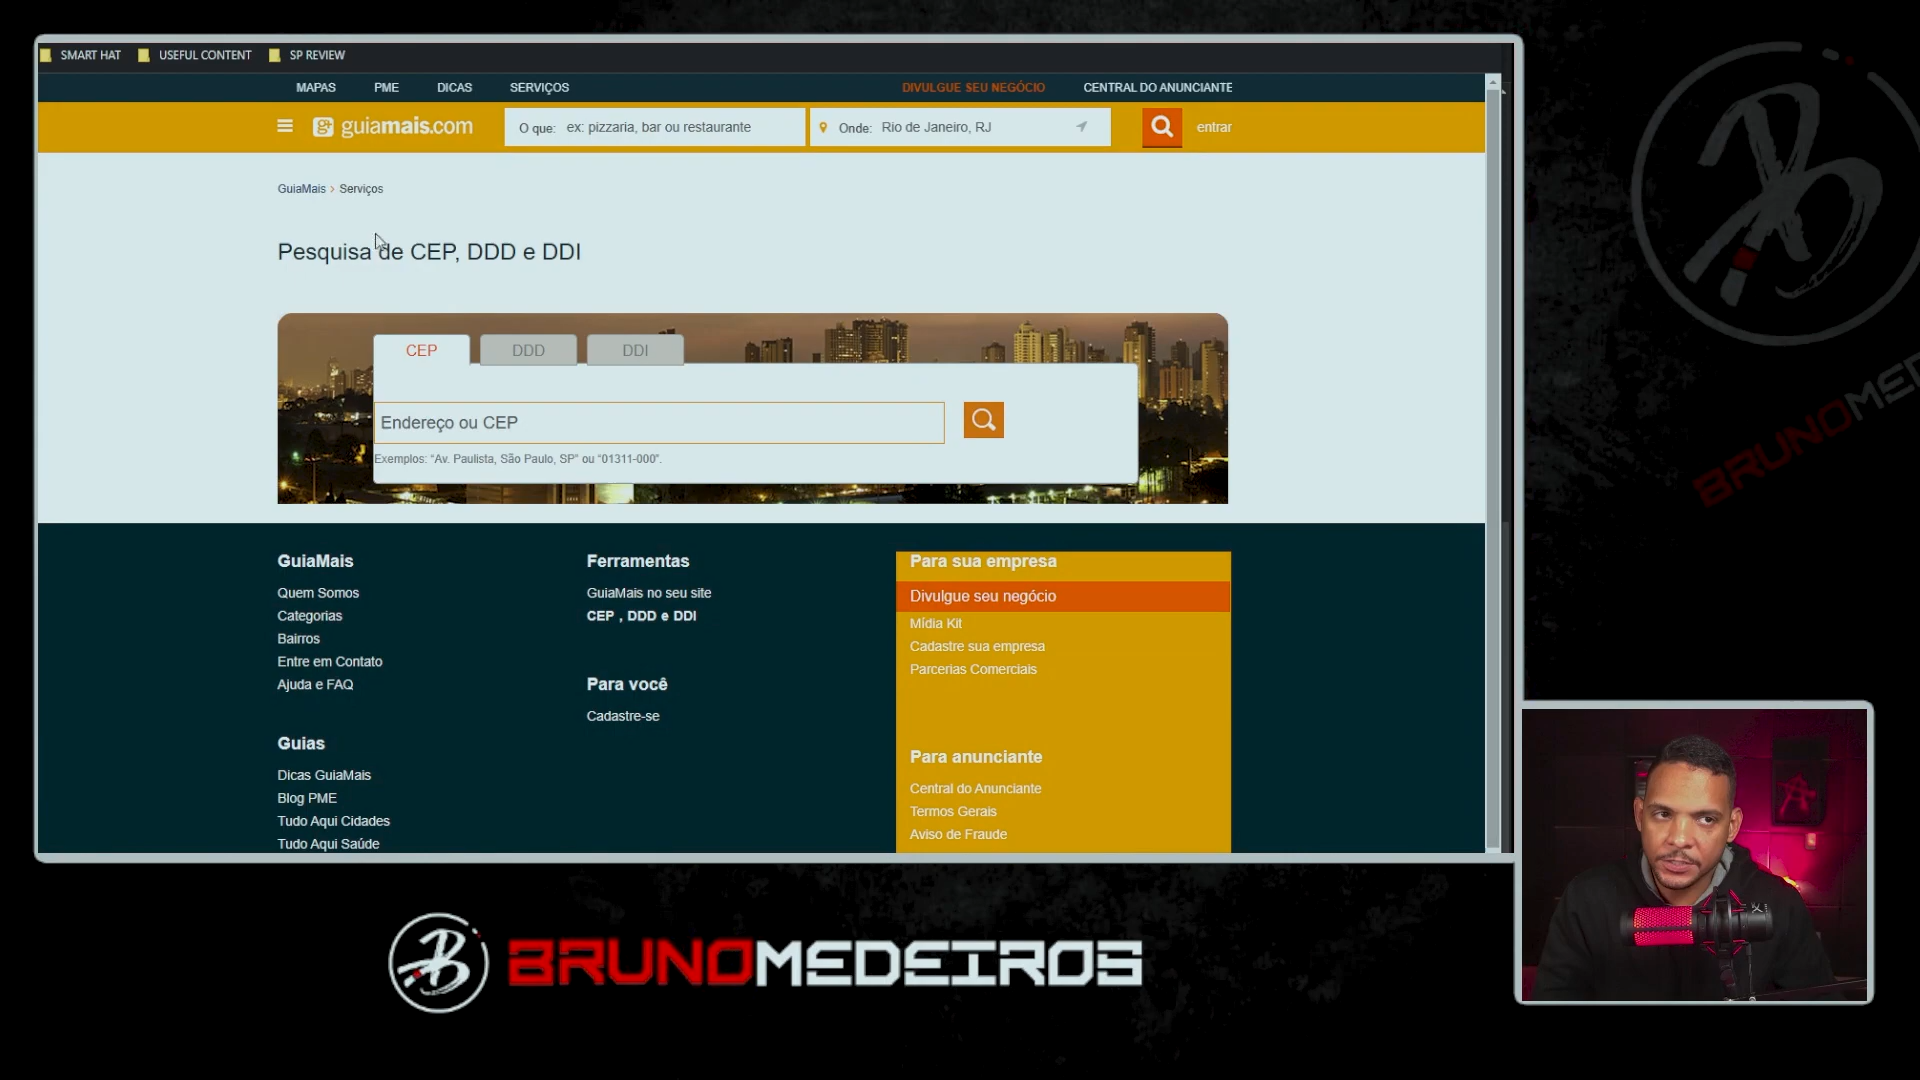 SMART HAT USEFUL CONTENT SP REVIEW
MAPAS PME DICAS SERVIÇOS DIVULGUE SEU NEGÓCIO CENTRAL DO ANUNCIANTE
g+ guiamais.com O que: ex: pizzaria, bar ou restaurante Onde: Rio de Janeiro, RJ entrar
GuiaMais > Serviços
Pesquisa de CEP, DDD e DDI
CEP DDD DDI
Endereço ou CEP
Exemplos: “Av. Paulista, São Paulo, SP” ou “01311-000”.
GuiaMais
Quem Somos
Categorias
Bairros
Entre em Contato
Ajuda e FAQ
Guias
Dicas GuiaMais
Blog PME
Tudo Aqui Cidades
Tudo Aqui Saúde
Ferramentas
GuiaMais no seu site
CEP , DDD e DDI
Para você
Cadastre-se
Para sua empresa
Divulgue seu negócio
Mídia Kit
Cadastre sua empresa
Parcerias Comerciais
Para anunciante
Central do Anunciante
Termos Gerais
Aviso de Fraude
B
BRUNOMED
B BRUNOMEDEIROS